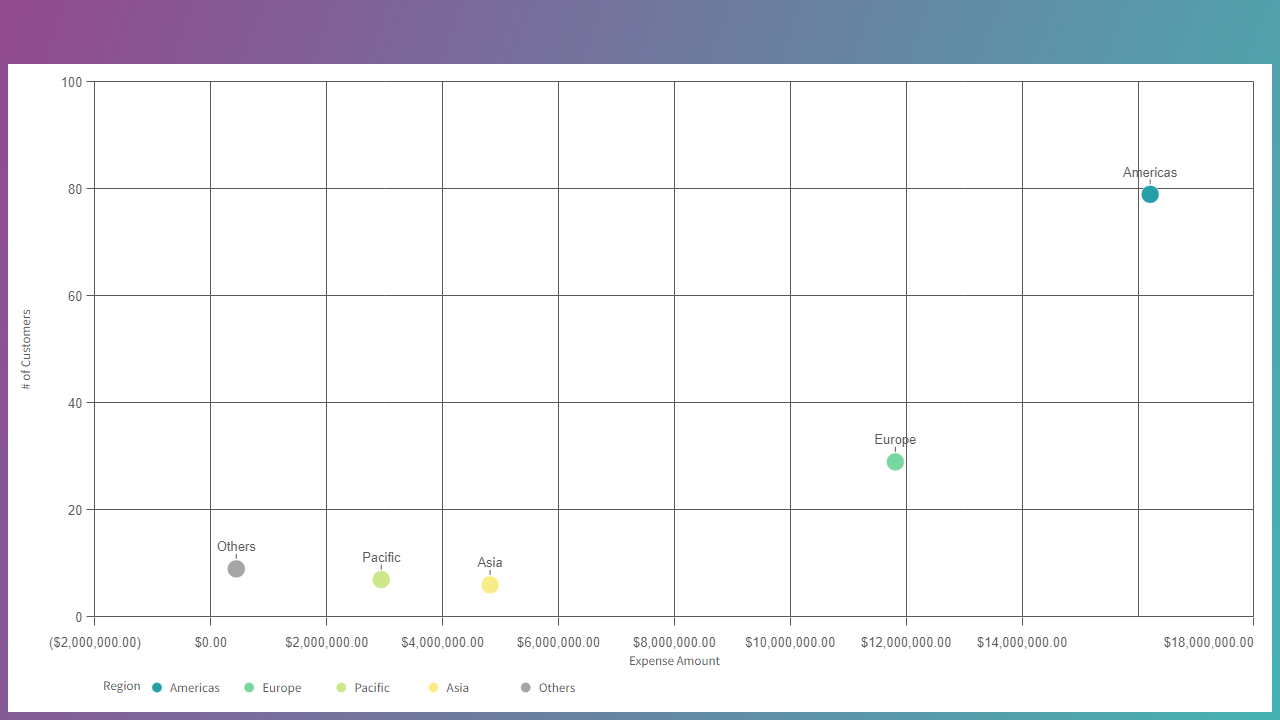 100
Americas
80
60
# of Customers
40
Europe
20
Others
Pacific
Asia
0
($2,000,000.00) $0.00 $2,000,000.00 $4,000,000.00 $6,000,000.00 $8,000,000.00 $10,000,000.00 $12,000,000.00 $14,000,000.00 $18,000,000.00
Expense Amount
Region Americas Europe Pacific Asia Others